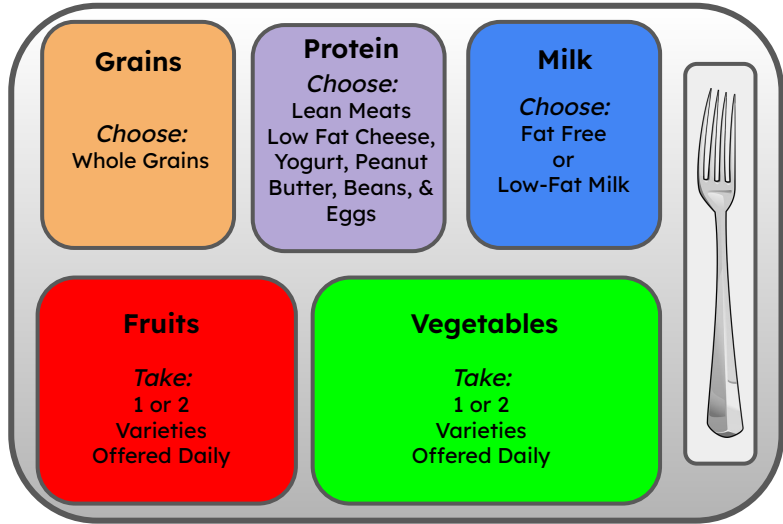 Grains
Choose:
Whole Grains
Protein
Choose:
Lean Meats
Low Fat Cheese,
Yogurt, Peanut
Butter, Beans, &
Eggs
Milk
Choose:
Fat Free
or
Low-Fat Milk
Fruits
Take:
1 or 2
Varieties
Offered Daily
Vegetables
Take:
1 or 2
Varieties
Offered Daily